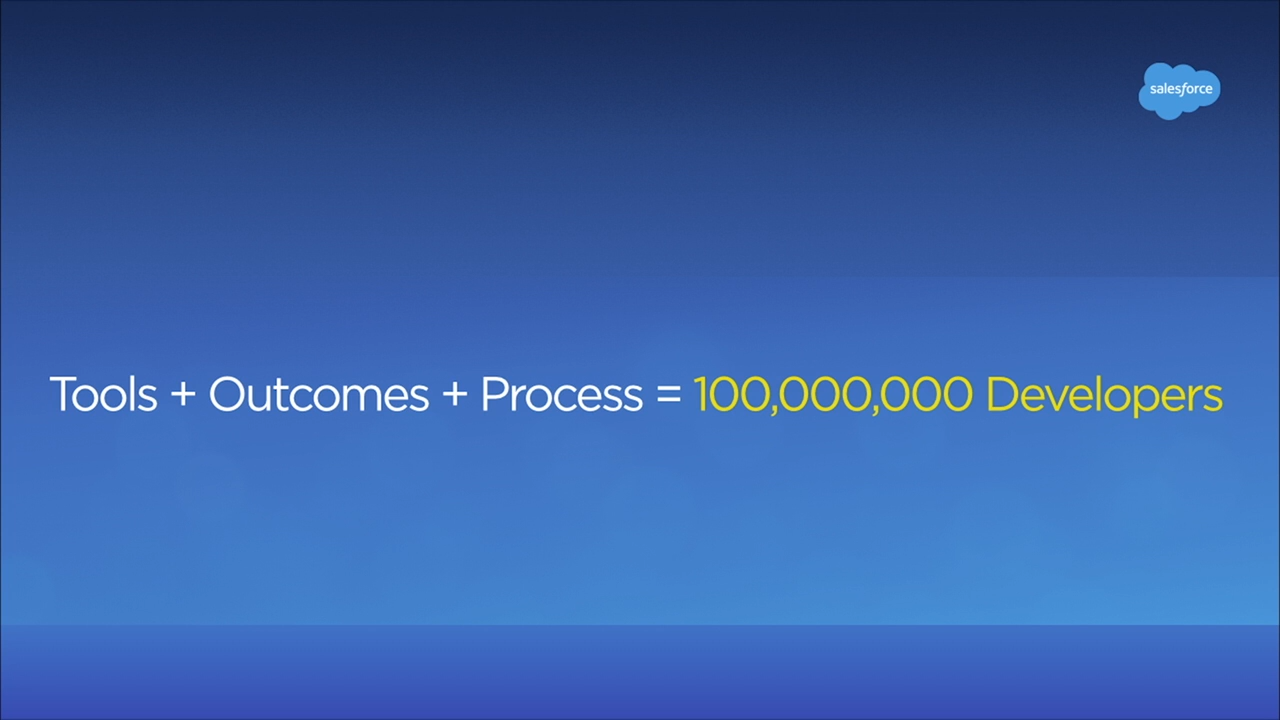 salesforce
Tools + Outcomes + Process = 100,000,000 Developers